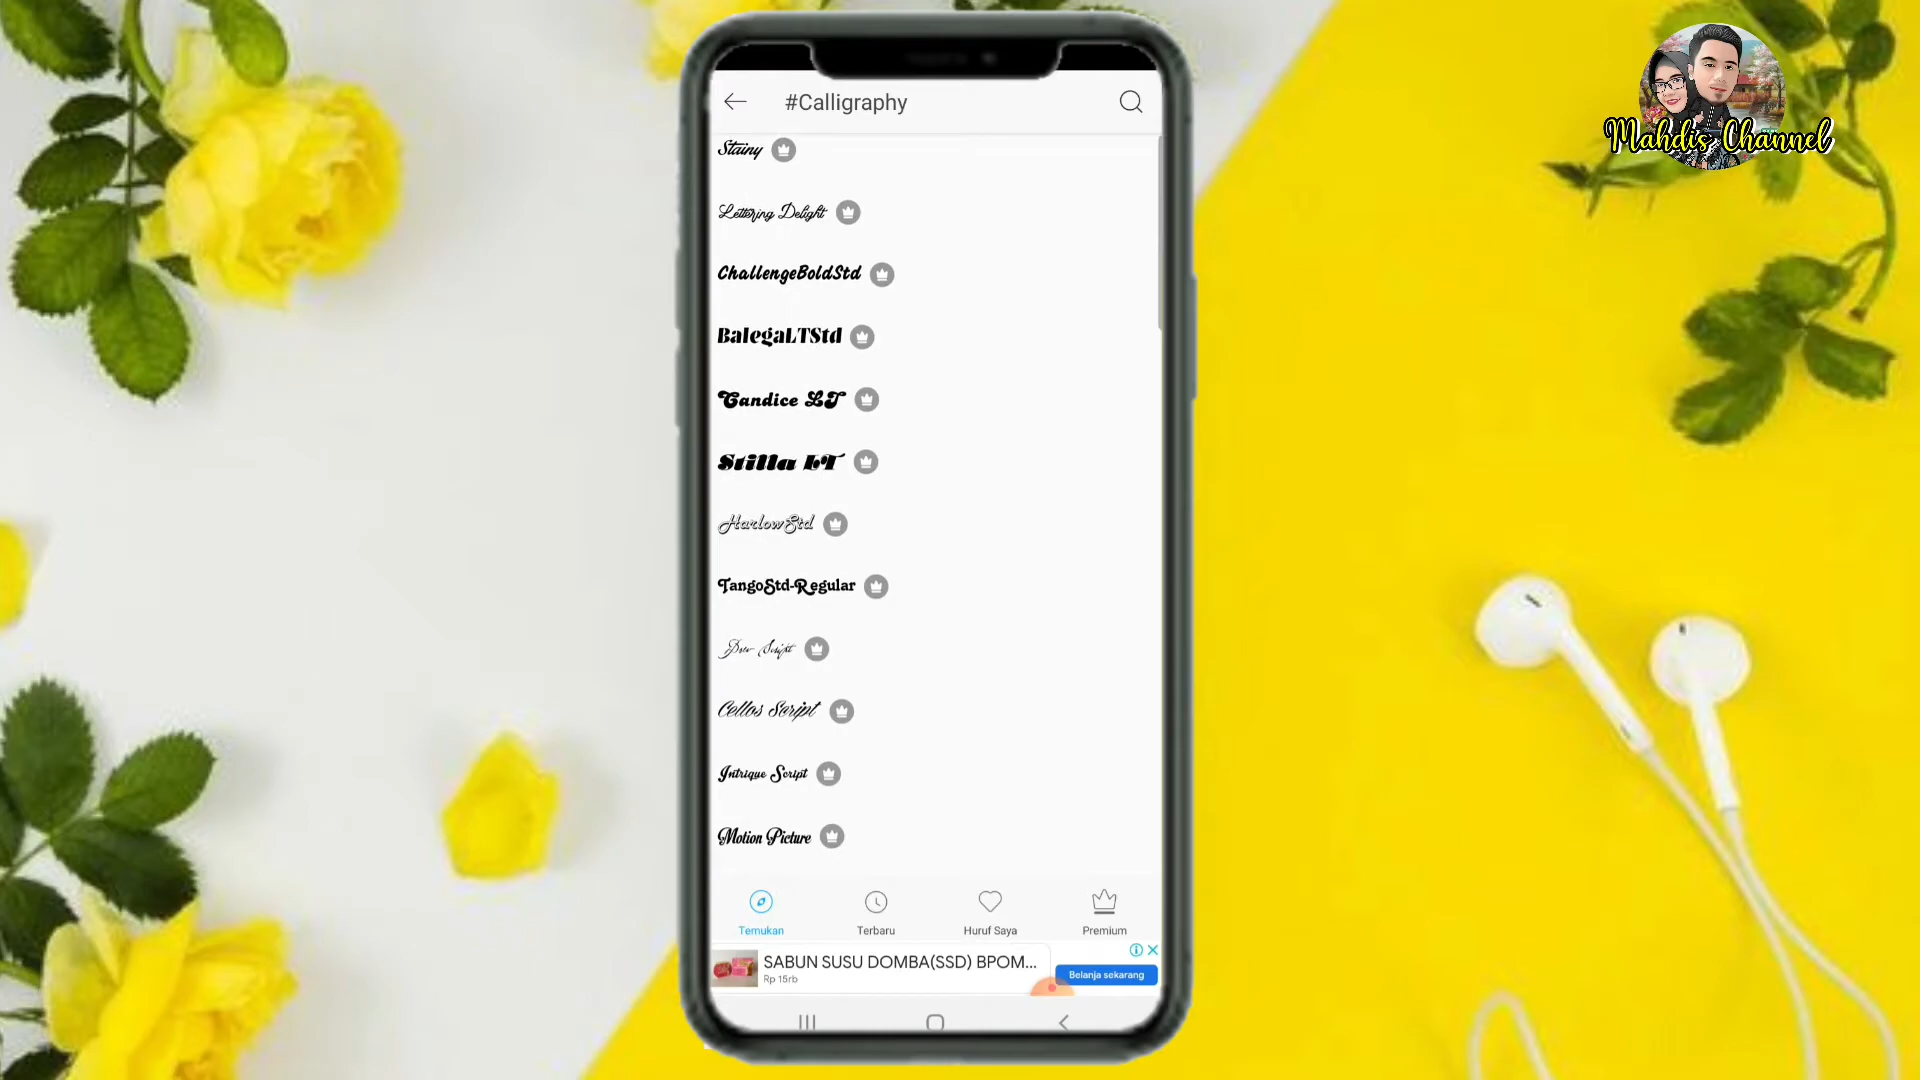 #Calligraphy
Stainy
Lettering Delight
ChallengeBoldStd
BalegaLTStd
Candice LT
Stilla LT
HarlowStd
TangoStd-Regular
Script
Cellos Script
Intrique Script
Motion Picture
Temukan
Terbaru
Huruf Saya
Premium
SABUN SUSU DOMBA(SSD) BPOM...
Rp 15rb
Belanja sekarang
Mahdis Channel